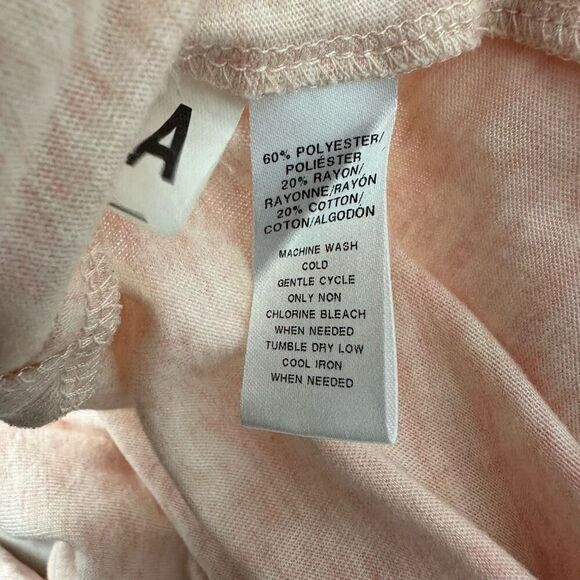 A
60% POLYESTER/
POLIÉSTER
20% RAYON/
RAYONNE/RAYÓN
20% COTTON/
COTON/ALGODÓN
MACHINE WASH
COLD
GENTLE CYCLE
ONLY NON
CHLORINE BLEACH
WHEN NEEDED
TUMBLE DRY LOW
COOL IRON
WHEN NEEDED